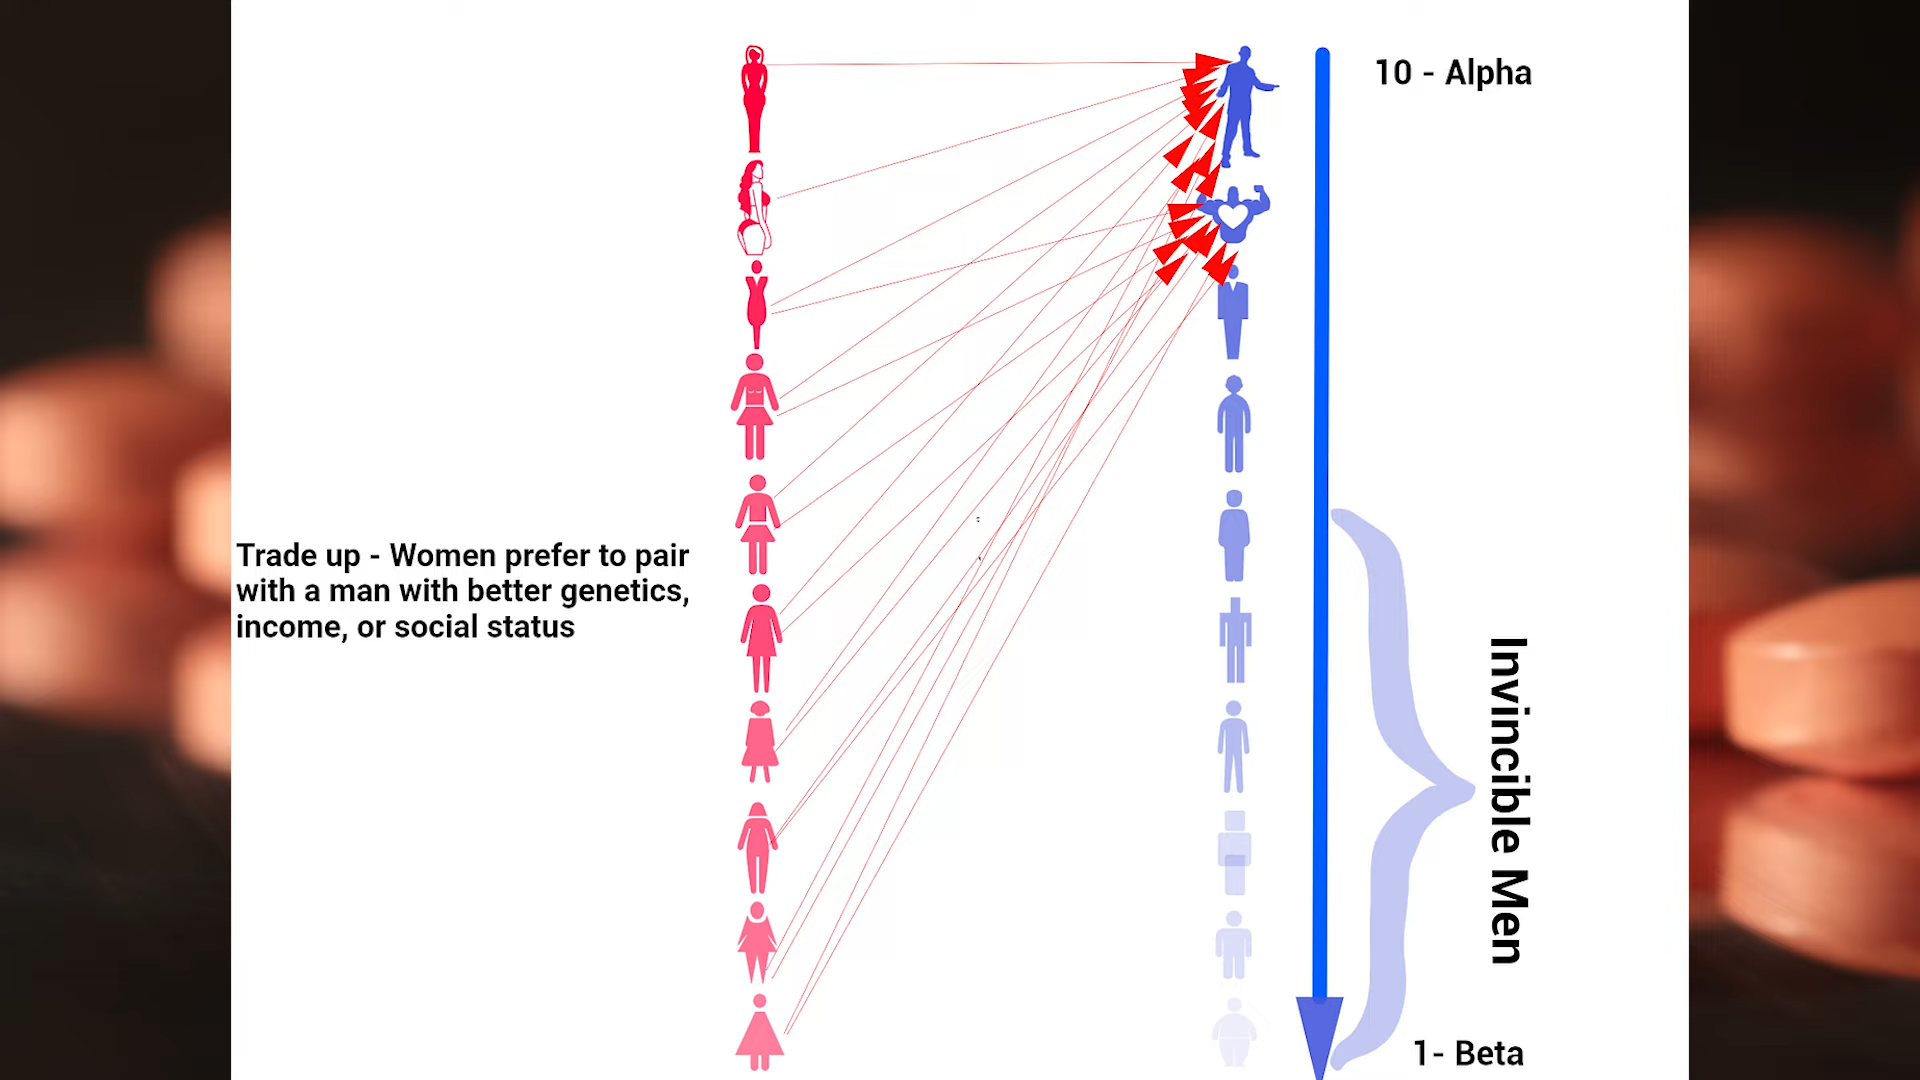 10 - Alpha
Trade up - Women prefer to pair
with a man with better genetics,
income, or social status
Invincible Men
1- Beta